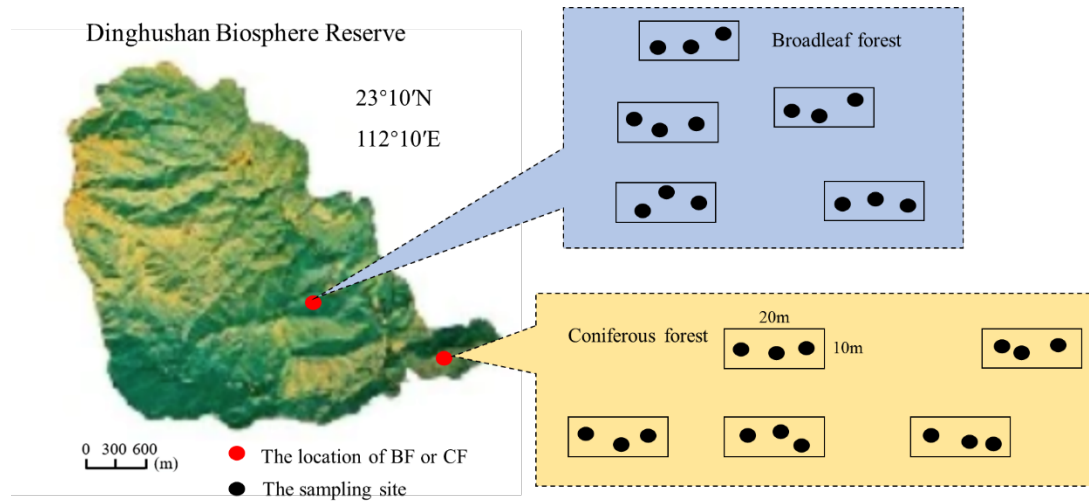 Dinghushan Biosphere Reserve
23°10′N
112°10′E
Broadleaf forest
Coniferous forest
20m
10m
0 300 600
(m)
The location of BF or CF
The sampling site